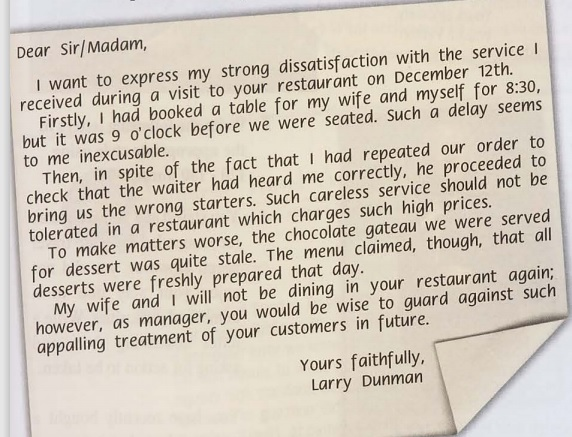 Dear Sir/Madam,
I want to express my strong dissatisfaction with the service I
received during a visit to your restaurant on December 12th.
Firstly, I had booked a table for my wife and myself for 8:30,
but it was 9 o'clock before we were seated. Such a delay seems
to me inexcusable.
Then, in spite of the fact that I had repeated our order to
check that the waiter had heard me correctly, he proceeded to
bring us the wrong starters. Such careless service should not be
tolerated in a restaurant which charges such high prices.
To make matters worse, the chocolate gateau we were served
for dessert was quite stale. The menu claimed, though, that all
desserts were freshly prepared that day.
My wife and I will not be dining in your restaurant again;
however, as manager, you would be wise to guard against such
appalling treatment of your customers in future.
Yours faithfully,
Larry Dunman